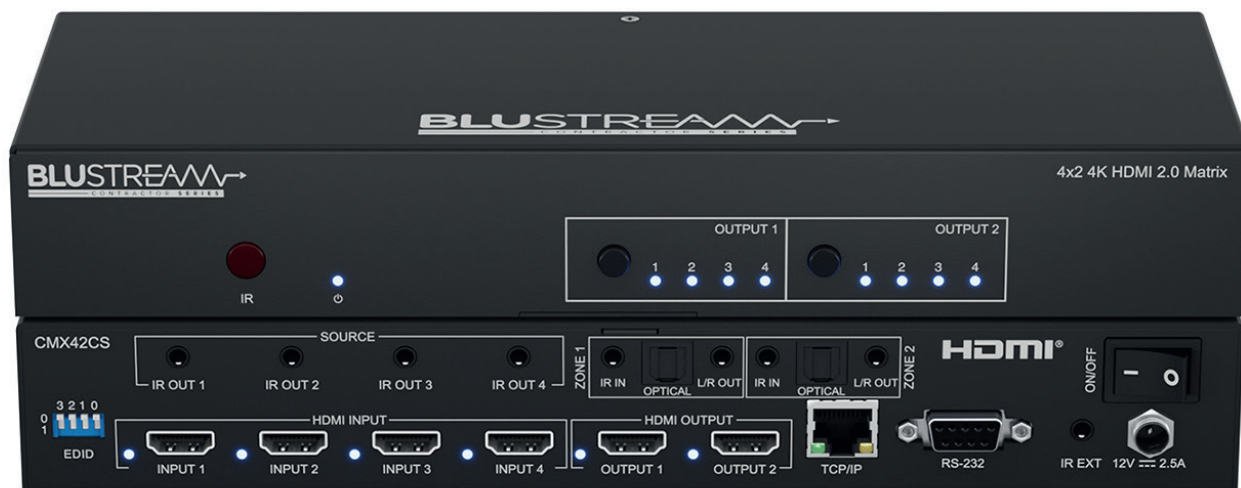 BLUSTREAM
CONTRACTOR SERIES
BLUSTREAM
CONTRACTOR SERIES
4x2 4K HDMI 2.0 Matrix
OUTPUT 1
OUTPUT 2
1 2 3 4
1 2 3 4
IR
CMX42CS
SOURCE
IR OUT 1
IR OUT 2
IR OUT 3
IR OUT 4
ZONE 1
IR IN
OPTICAL
L/R OUT
IR IN
OPTICAL
L/R OUT
ZONE 2
HDMI®
ON/OFF
I O
3 2 1 0
0
1
EDID
HDMI INPUT
INPUT 1
INPUT 2
INPUT 3
INPUT 4
HDMI OUTPUT
OUTPUT 1
OUTPUT 2
TCP/IP
RS-232
IR EXT
12V 2.5A